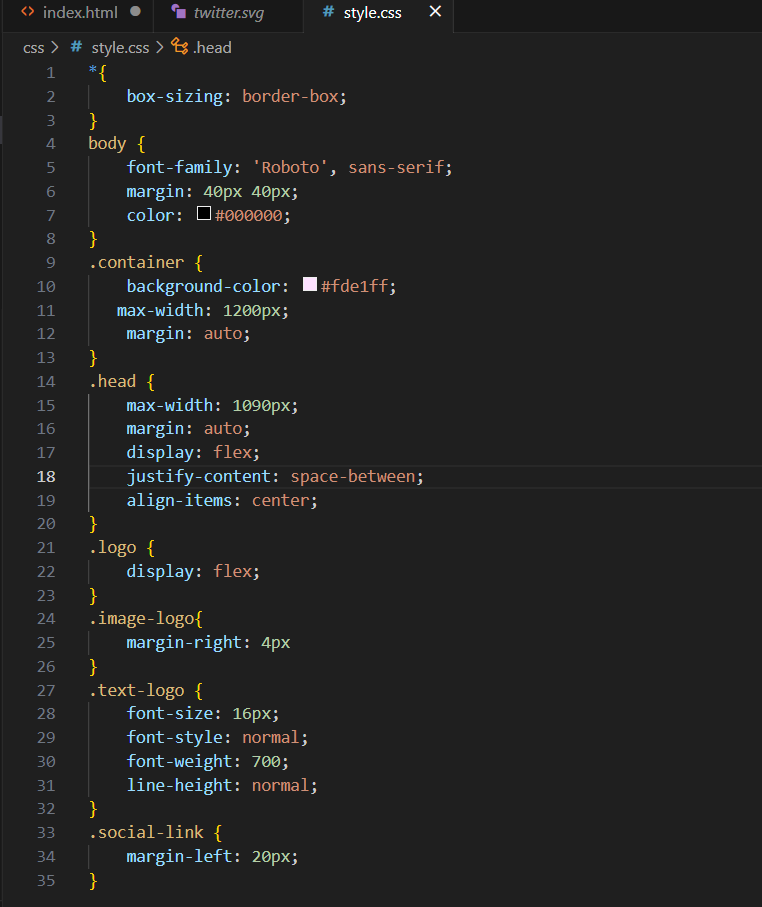 index.html twitter.svg style.css
css > # style.css > .head
1 *{
2 box-sizing: border-box;
3 }
4 body {
5 font-family: 'Roboto', sans-serif;
6 margin: 40px 40px;
7 color: #000000;
8 }
9 .container {
10 background-color: #fde1ff;
11 max-width: 1200px;
12 margin: auto;
13 }
14 .head {
15 max-width: 1090px;
16 margin: auto;
17 display: flex;
18 justify-content: space-between;
19 align-items: center;
20 }
21 .logo {
22 display: flex;
23 }
24 .image-logo{
25 margin-right: 4px
26 }
27 .text-logo {
28 font-size: 16px;
29 font-style: normal;
30 font-weight: 700;
31 line-height: normal;
32 }
33 .social-link {
34 margin-left: 20px;
35 }